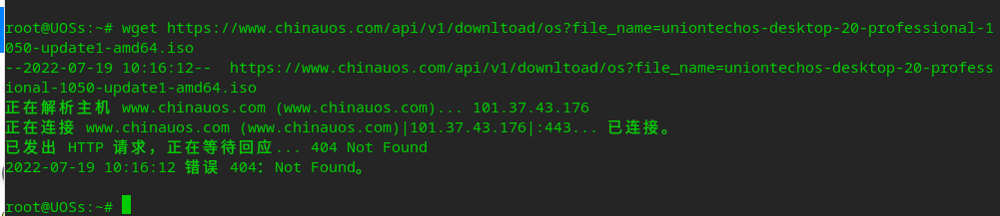 root@UOSs:~# wget https://www.chinauos.com/api/v1/downltoad/os?file_name=uniontechos-desktop-20-professional-1
050-update1-amd64.iso
--2022-07-19 10:16:12--  https://www.chinauos.com/api/v1/downltoad/os?file_name=uniontechos-desktop-20-profess
ional-1050-update1-amd64.iso
正在解析主机 www.chinauos.com (www.chinauos.com)... 101.37.43.176
正在连接 www.chinauos.com (www.chinauos.com)|101.37.43.176|:443... 已连接。
已发出 HTTP 请求，正在等待回应... 404 Not Found
2022-07-19 10:16:12 错误 404：Not Found。
root@UOSs:~#